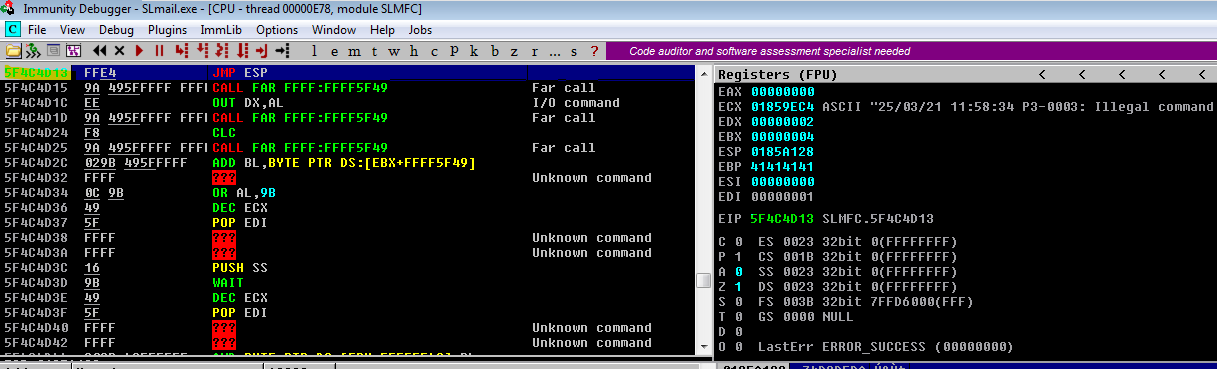 Immunity Debugger - SLmail.exe - [CPU - thread 00000E78, module SLMFC]
C File View Debug Plugins ImmLib Options Window Help Jobs
l e m t w h c p k b z r ... s ? Code auditor and software assessment specialist needed
5F4C4D13 FFE4 JMP ESP
5F4C4D15 9A 495FFFFF FFFI CALL FAR FFFF:FFFF5F49 Far call
5F4C4D1C EE OUT DX,AL I/O command
5F4C4D1D 9A 495FFFFF FFFI CALL FAR FFFF:FFFF5F49 Far call
5F4C4D24 F8 CLC
5F4C4D25 9A 495FFFFF FFFI CALL FAR FFFF:FFFF5F49 Far call
5F4C4D2C 029B 495FFFFF ADD BL,BYTE PTR DS:[EBX+FFFF5F49]
5F4C4D32 FFFF ??? Unknown command
5F4C4D34 0C 9B OR AL,9B
5F4C4D36 49 DEC ECX
5F4C4D37 5F POP EDI
5F4C4D38 FFFF ??? Unknown command
5F4C4D3A FFFF ??? Unknown command
5F4C4D3C 16 PUSH SS
5F4C4D3D 9B WAIT
5F4C4D3E 49 DEC ECX
5F4C4D3F 5F POP EDI
5F4C4D40 FFFF ??? Unknown command
5F4C4D42 FFFF ??? Unknown command
Registers (FPU) < < < < <
EAX 00000000
ECX 01859EC4 ASCII "25/03/21 11:58:34 P3-0003: Illegal command
EDX 00000002
EBX 00000004
ESP 0185A128
EBP 41414141
ESI 00000000
EDI 00000001
EIP 5F4C4D13 SLMFC.5F4C4D13
C 0 ES 0023 32bit 0(FFFFFFFF)
P 1 CS 001B 32bit 0(FFFFFFFF)
A 0 SS 0023 32bit 0(FFFFFFFF)
Z 1 DS 0023 32bit 0(FFFFFFFF)
S 0 FS 003B 32bit 7FFD6000(FFF)
T 0 GS 0000 NULL
D 0
O 0 LastErr ERROR_SUCCESS (00000000)